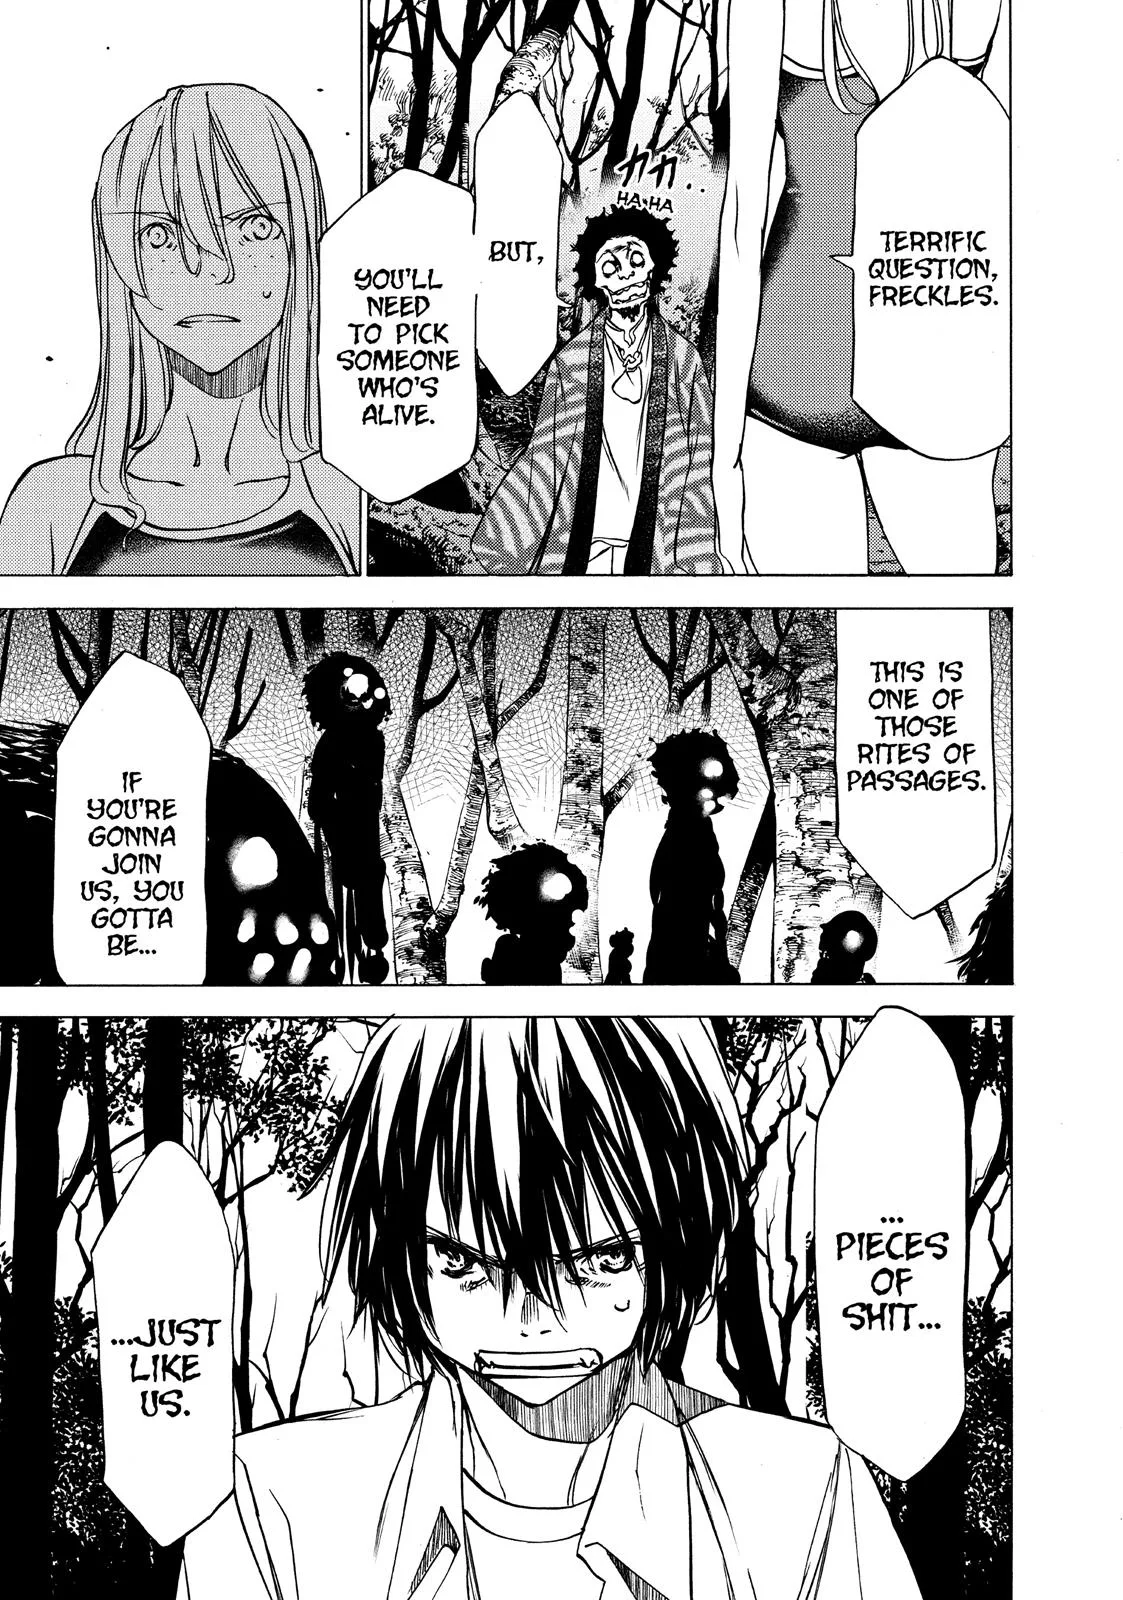 TERRIFIC
QUESTION,
FRECKLES.
カカ..
HA HA
BUT,
YOU'LL
NEED
TO PICK
SOMEONE
WHO'S
ALIVE.
THIS IS
ONE OF
THOSE
RITES OF
PASSAGES.
IF
YOU'RE
GONNA
JOIN
US, YOU
GOTTA
BE...
...
PIECES
OF
SHIT...
...JUST
LIKE
US.